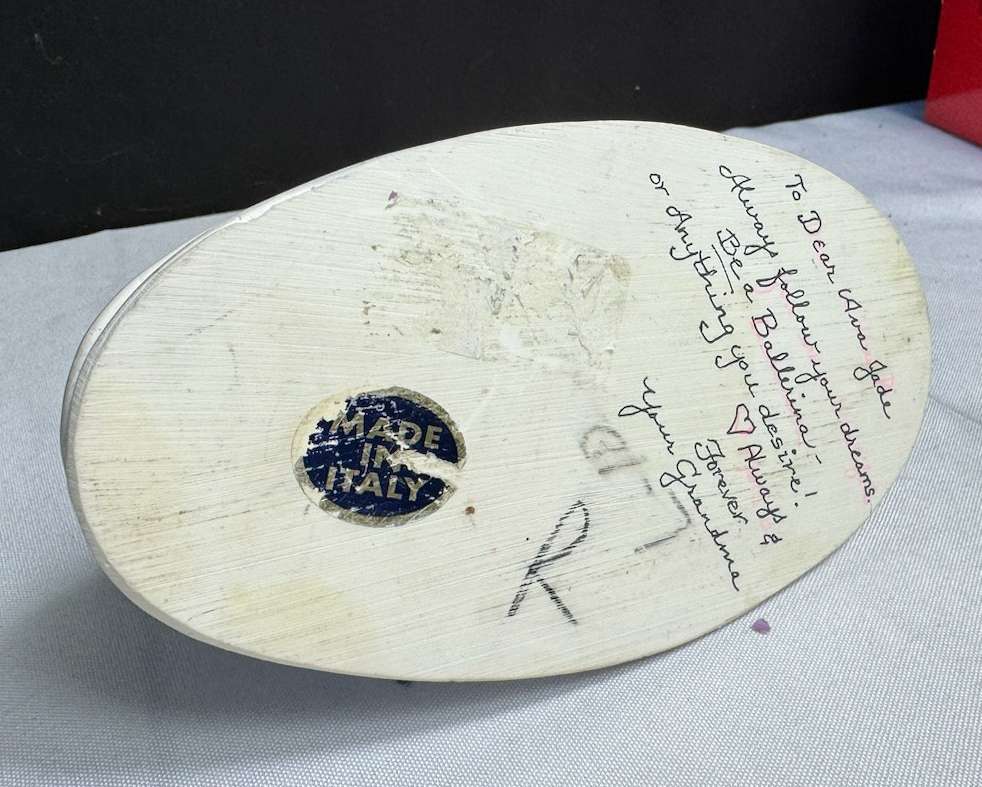 To Dear Ava Jade
Always follow your dreams.
Be a Ballerina -
or Anything you desire!
♡ Always &
Forever
Your Grandma
MADE
IN
ITALY
R